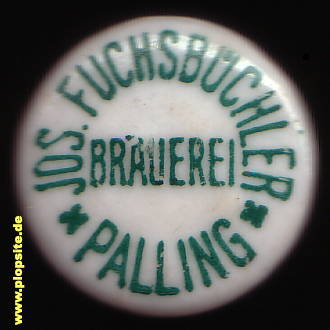 JOS. FUCHSBÜCHLER
BRÄUEREI
* PALLING *
www.plopsite.de